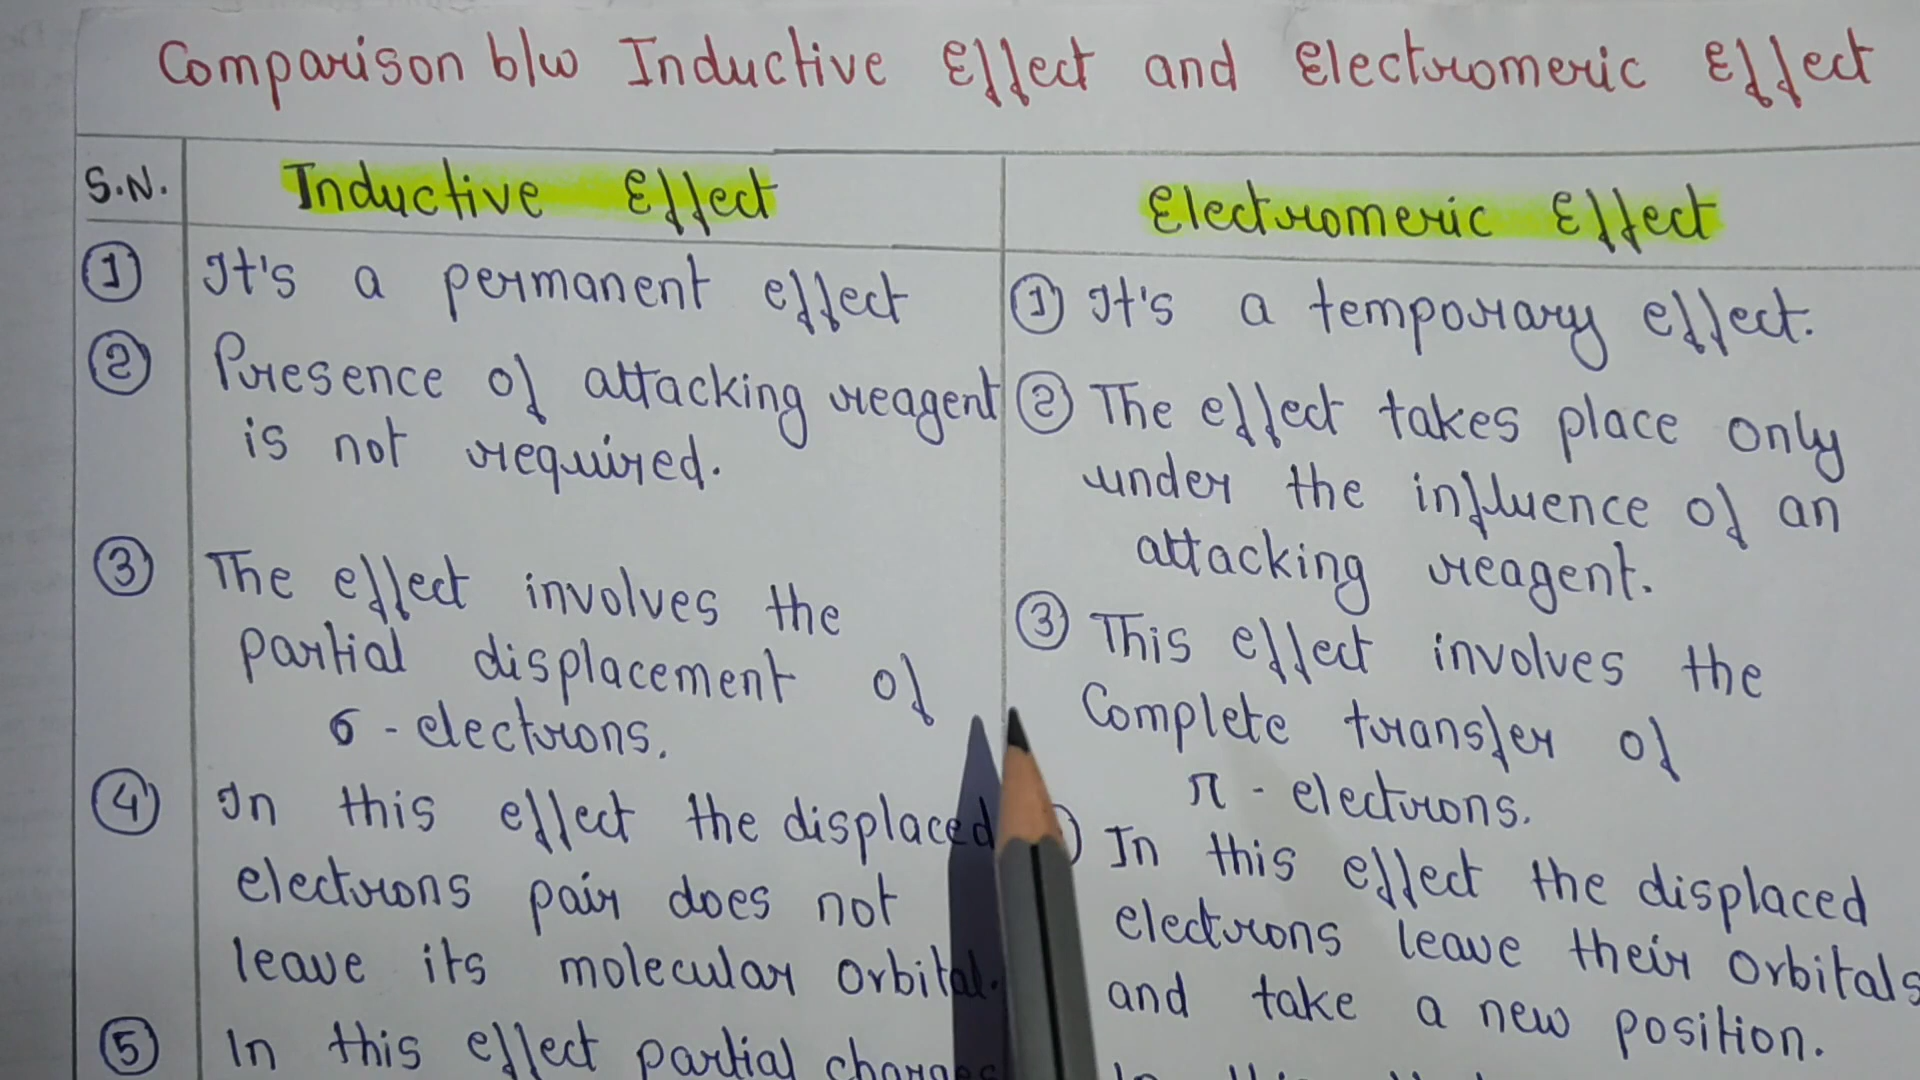 Comparison b/w Inductive Effect and Electromeric Effect
S.N.
Inductive Effect
① It's a permanent effect
② Presence of attacking reagent
is not required.
③ The effect involves the
partial displacement of
σ - electrons.
④ In this effect the displaced
electrons pair does not
leave its molecular orbital.
⑤ In this effect partial charges
Electromeric Effect
① It's a temporary effect.
② The effect takes place only
under the influence of an
attacking reagent.
③ This effect involves the
Complete transfer of
π - electrons.
In this effect the displaced
electrons leave their orbitals
and take a new position.